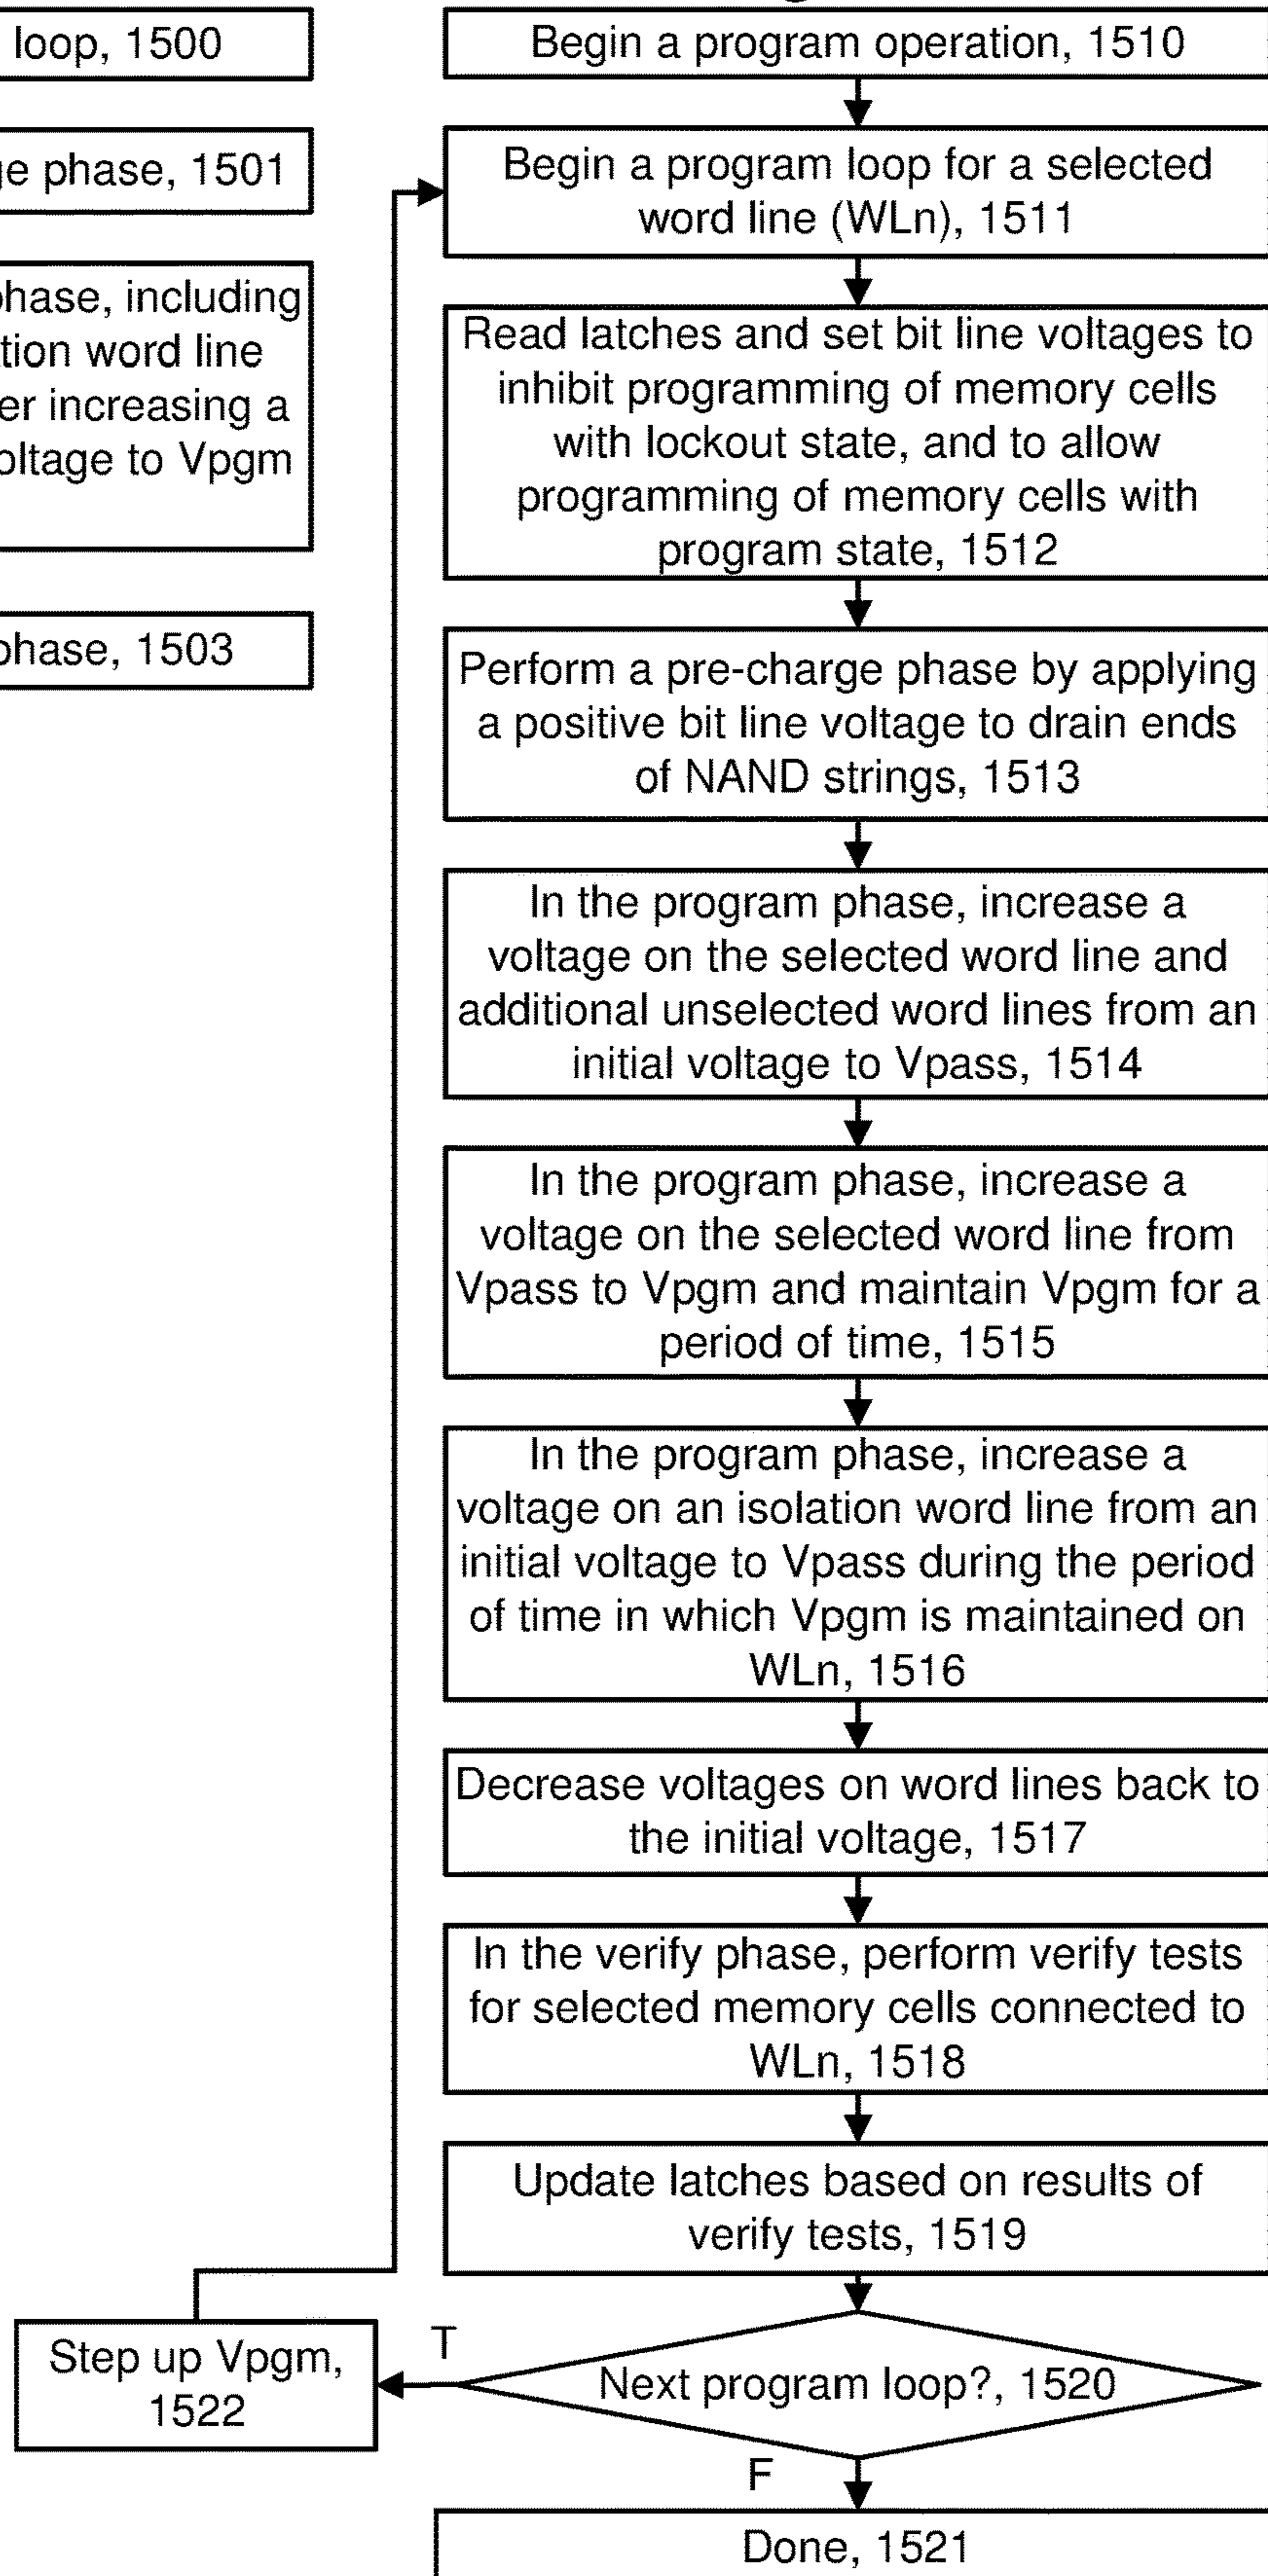 loop, 1500
phase, 1501
including
word line
increasing a
to Vpgm
1503
Begin a program operation, 1510
Begin a program loop for a selected
word line (WLn), 1511
Read latches and set bit line voltages to
inhibit programming of memory cells
with lockout state, and to allow
programming of memory cells with
program state, 1512
Perform a pre-charge phase by applying
a positive bit line voltage to drain ends
of NAND strings, 1513
In the program phase, increase a
voltage on the selected word line and
additional unselected word lines from an
initial voltage to Vpass, 1514
In the program phase, increase a
voltage on the selected word line from
Vpass to Vpgm and maintain Vpgm for a
period of time, 1515
In the program phase, increase a
voltage on an isolation word line from an
initial voltage to Vpass during the period
of time in which Vpgm is maintained on
WLn, 1516
Decrease voltages on word lines back to
the initial voltage, 1517
In the verify phase, perform verify tests
for selected memory cells connected to
WLn, 1518
Update latches based on results of
verify tests, 1519
T
Next program loop?, 1520
Step up Vpgm,
1522
F
Done, 1521